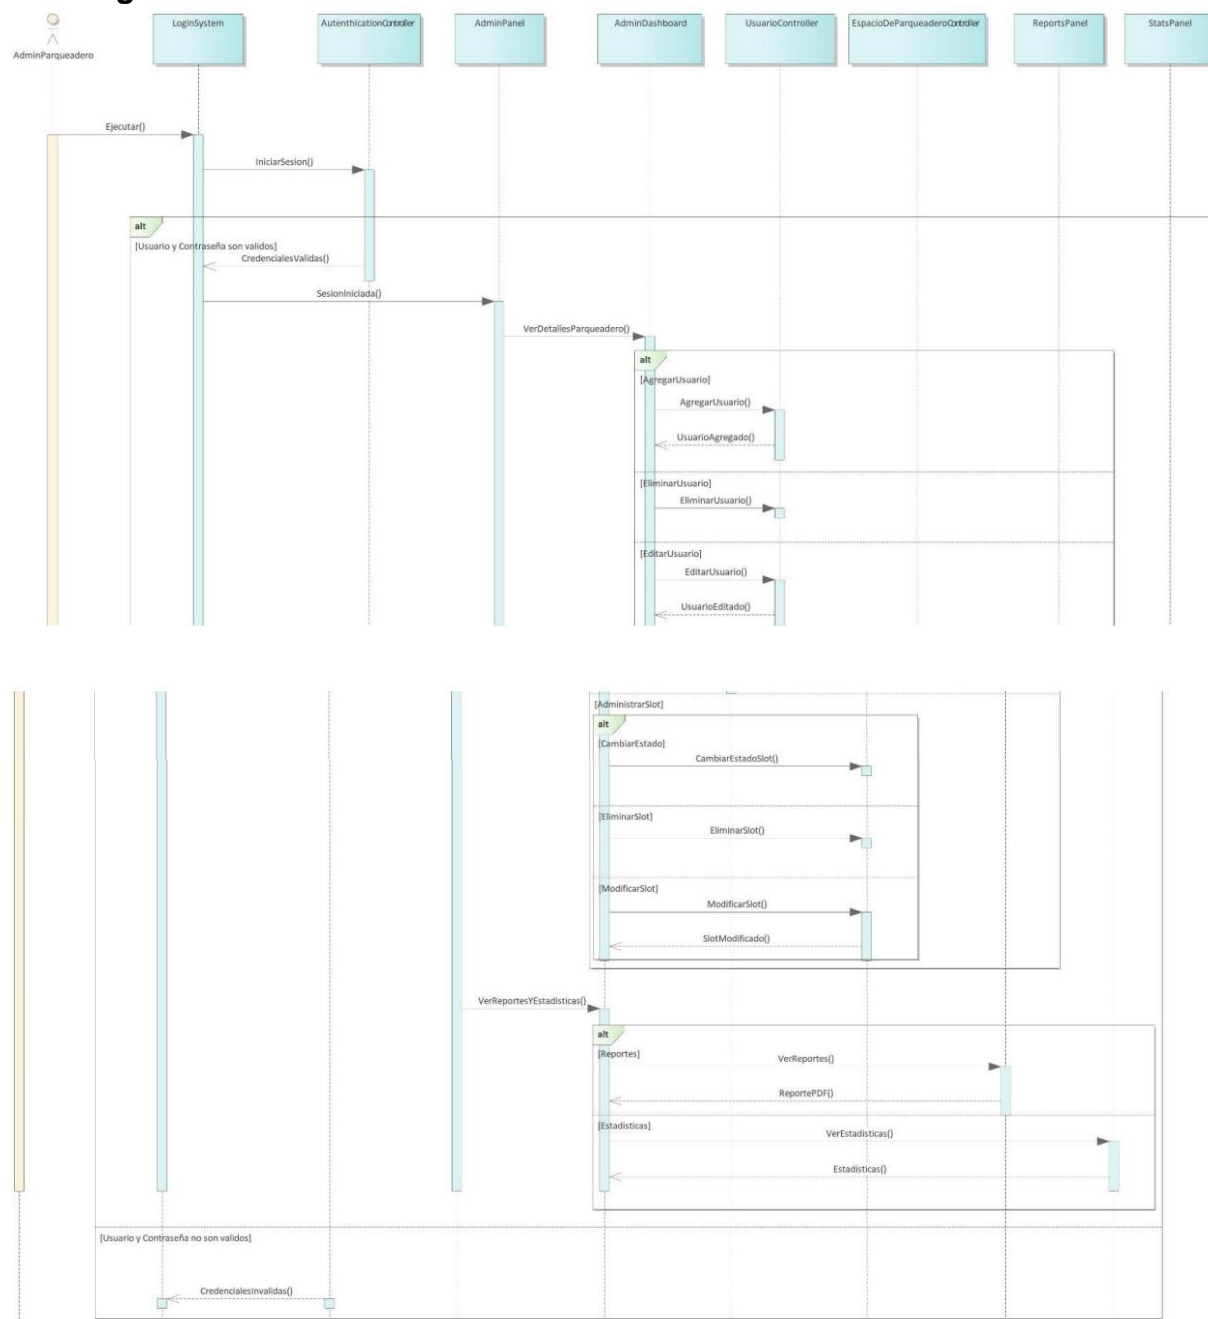 AdminParqueadero
LoginSystem
AutenthicationController
AdminPanel
AdminDashboard
UsuarioController
EspacioDeParqueaderoController
ReportsPanel
StatsPanel
Ejecutar()
IniciarSesion()
alt
[Usuario y Contraseña son validos]
CredencialesValidas()
SesionIniciada()
VerDetallesParqueadero()
alt
[AgregarUsuario]
AgregarUsuario()
UsuarioAgregado()
[EliminarUsuario]
EliminarUsuario()
[EditarUsuario]
EditarUsuario()
UsuarioEditado()
[AdministrarSlot]
alt
[CambiarEstado]
CambiarEstadoSlot()
[EliminarSlot]
EliminarSlot()
[ModificarSlot]
ModificarSlot()
SlotModificado()
VerReportesYEstadisticas()
alt
[Reportes]
VerReportes()
ReportePDF()
[Estadisticas]
VerEstadisticas()
Estadisticas()
[Usuario y Contraseña no son validos]
CredencialesInvalidas()